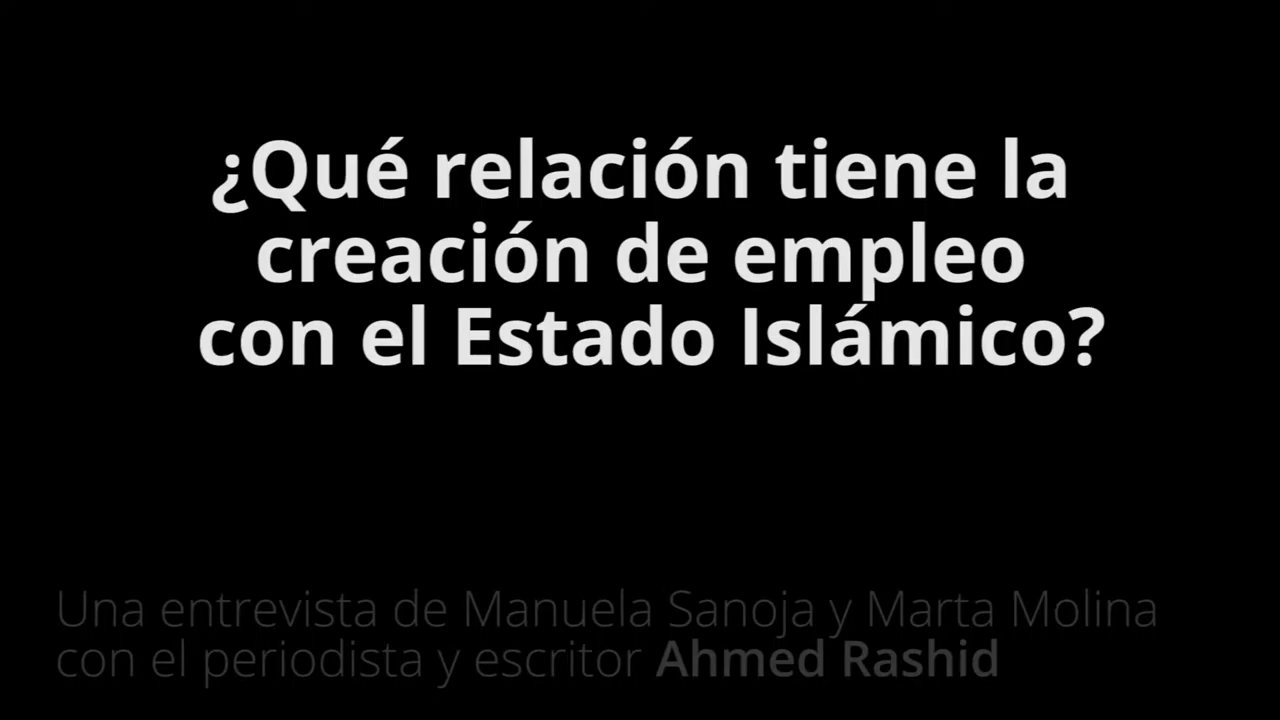 ¿Qué relación tiene la
creación de empleo
con el Estado Islámico?
Una entrevista de Manuela Sanoja y Marta Molina
con el periodista y escritor Ahmed Rashid